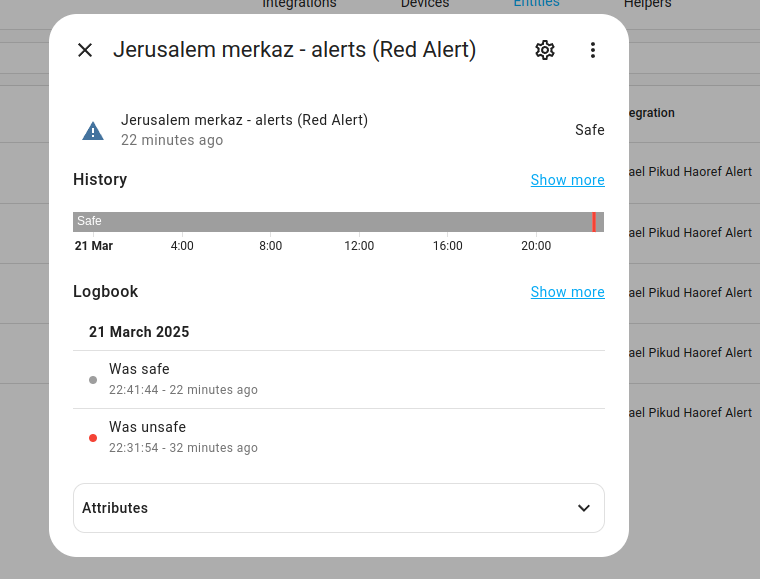 Integrations Devices Entities Helpers
Jerusalem merkaz - alerts (Red Alert)
egration
Jerusalem merkaz - alerts (Red Alert)
22 minutes ago
Safe
ael Pikud Haoref Alert
History Show more
Safe
ael Pikud Haoref Alert
21 Mar 4:00 8:00 12:00 16:00 20:00
Logbook Show more
ael Pikud Haoref Alert
21 March 2025
ael Pikud Haoref Alert
Was safe
22:41:44 - 22 minutes ago
ael Pikud Haoref Alert
Was unsafe
22:31:54 - 32 minutes ago
Attributes